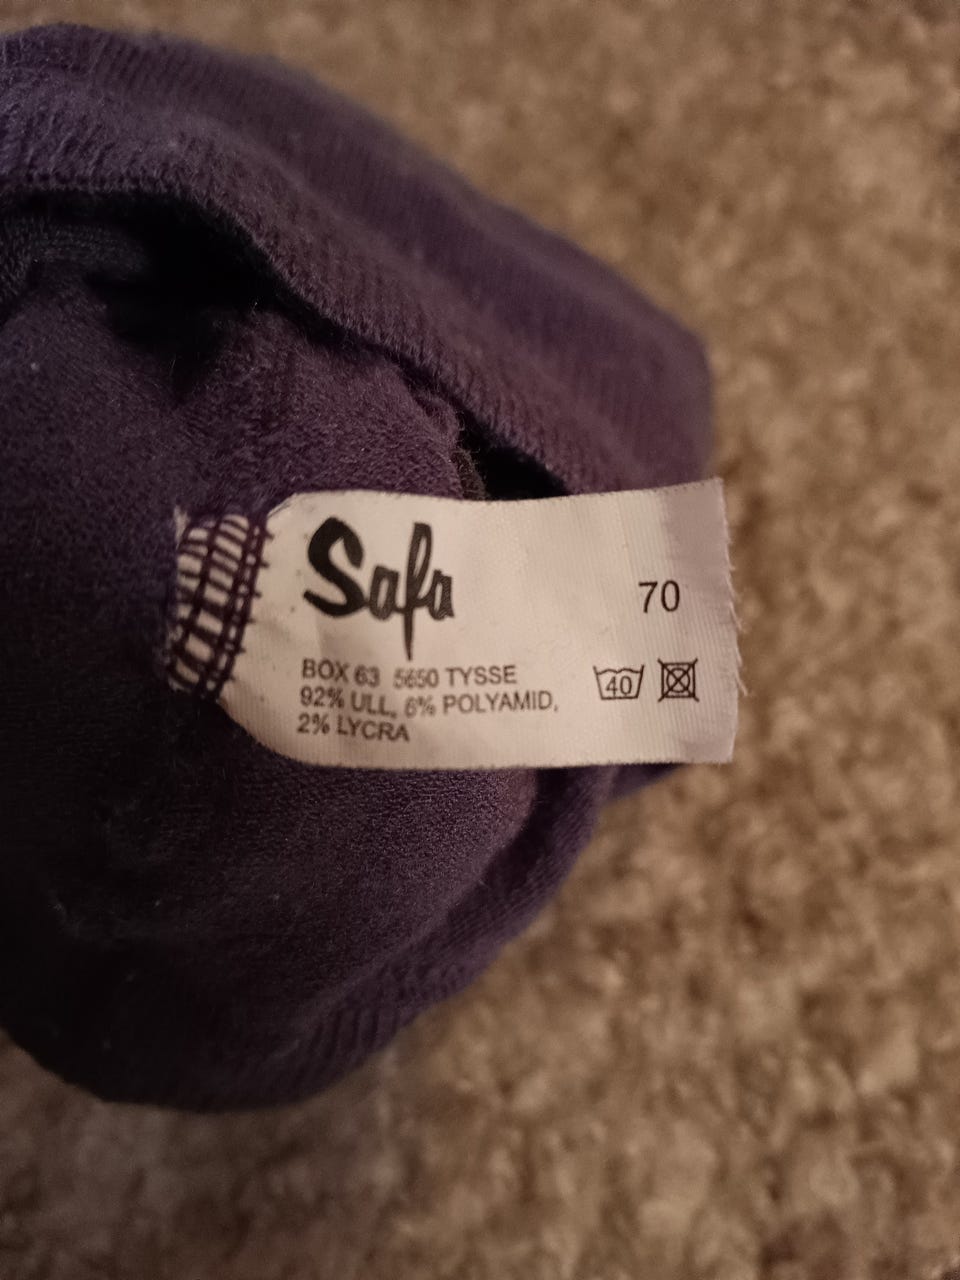 Safa
70
BOX 63 5650 TYSSE
92% ULL, 6% POLYAMID,
2% LYCRA
40